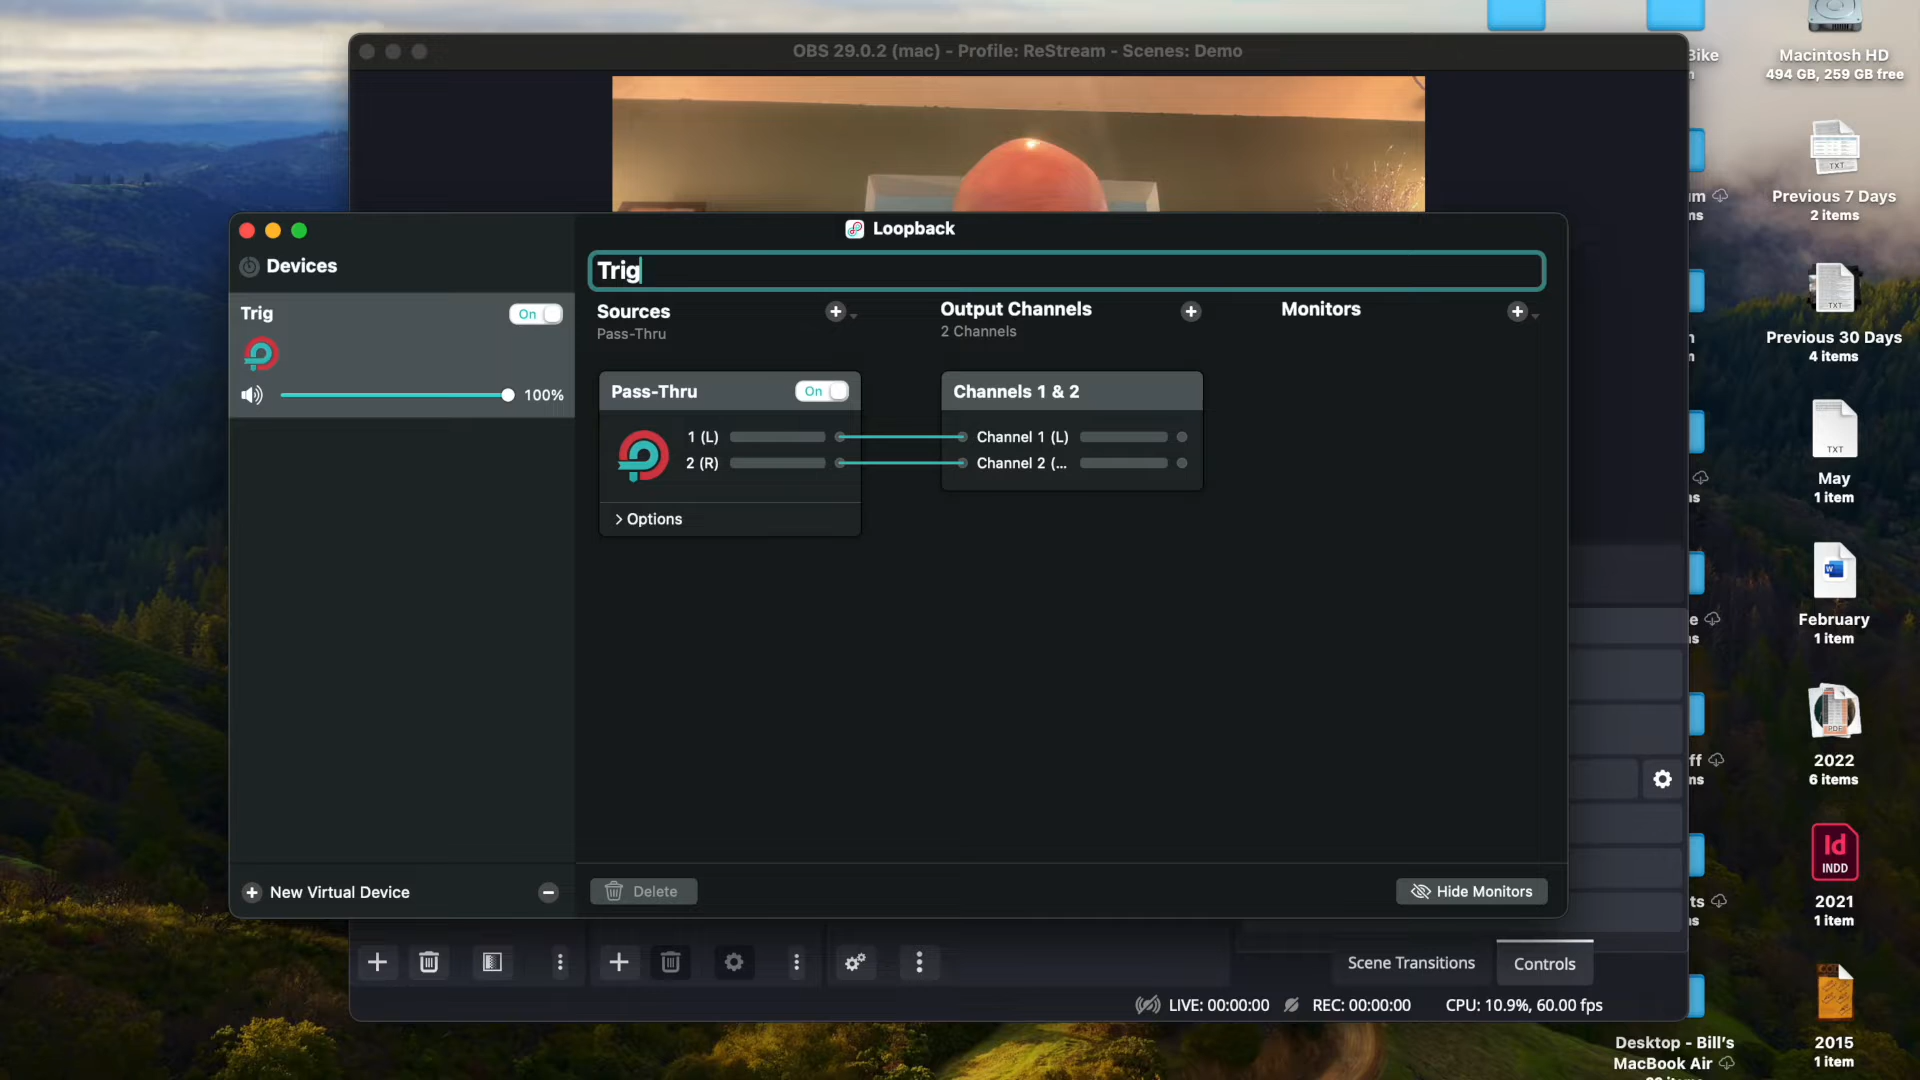 OBS 29.0.2 (mac) - Profile: ReStream - Scenes: Demo
Loopback
Devices
Trig
On
100%
Trig
Sources
Pass-Thru
Output Channels
2 Channels
Monitors
Pass-Thru
On
1 (L)
2 (R)
Options
Channels 1 & 2
Channel 1 (L)
Channel 2 (...
New Virtual Device
Delete
Hide Monitors
Scene Transitions
Controls
LIVE: 00:00:00
REC: 00:00:00
CPU: 10.9%, 60.00 fps
Macintosh HD
494 GB, 259 GB free
TXT
Previous 7 Days
2 items
TXT
Previous 30 Days
4 items
TXT
May
1 item
W
February
1 item
PDF
2022
6 items
Id
INDD
2021
1 item
2015
1 item
Desktop - Bill's
MacBook Air